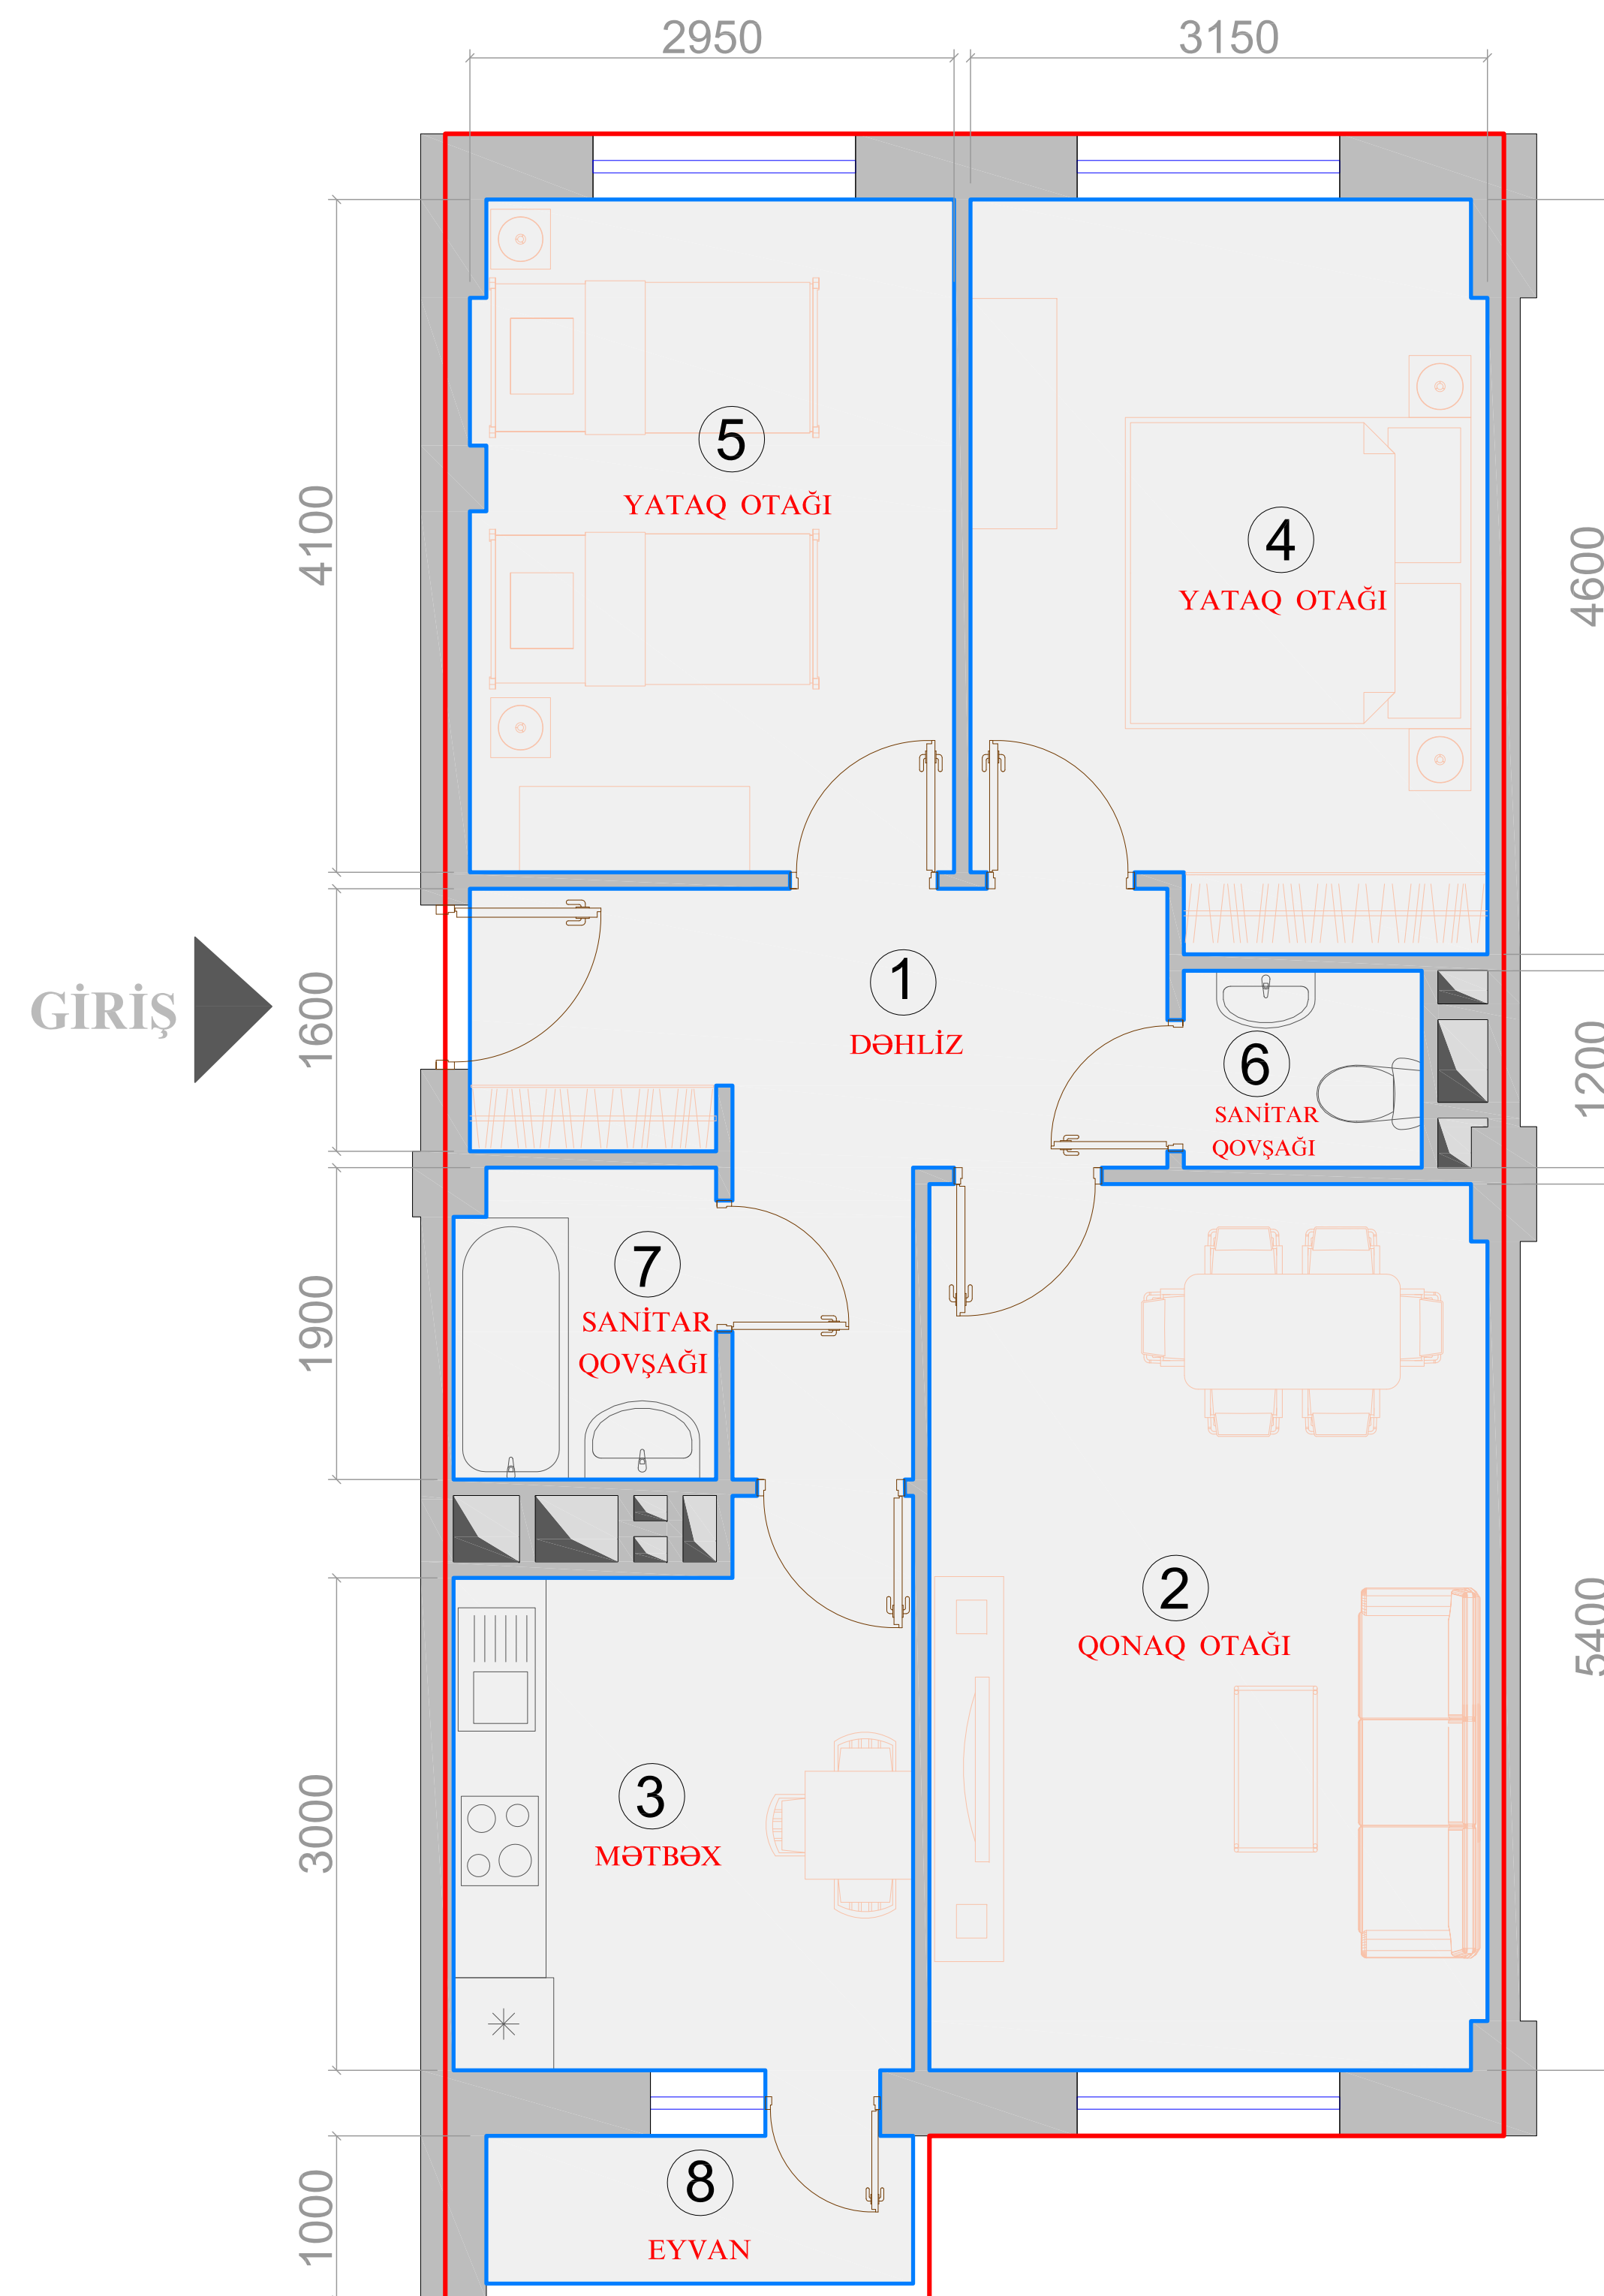 2950
3150
5
YATAQ OTAĞI
4100
4
YATAQ OTAĞI
4600
GİRİŞ
1600
1
DƏHLİZ
6
SANİTAR
QOVŞAĞI
1200
7
SANİTAR
QOVŞAĞI
1900
2
QONAQ OTAĞI
5400
3
MƏTBƏX
3000
8
EYVAN
1000